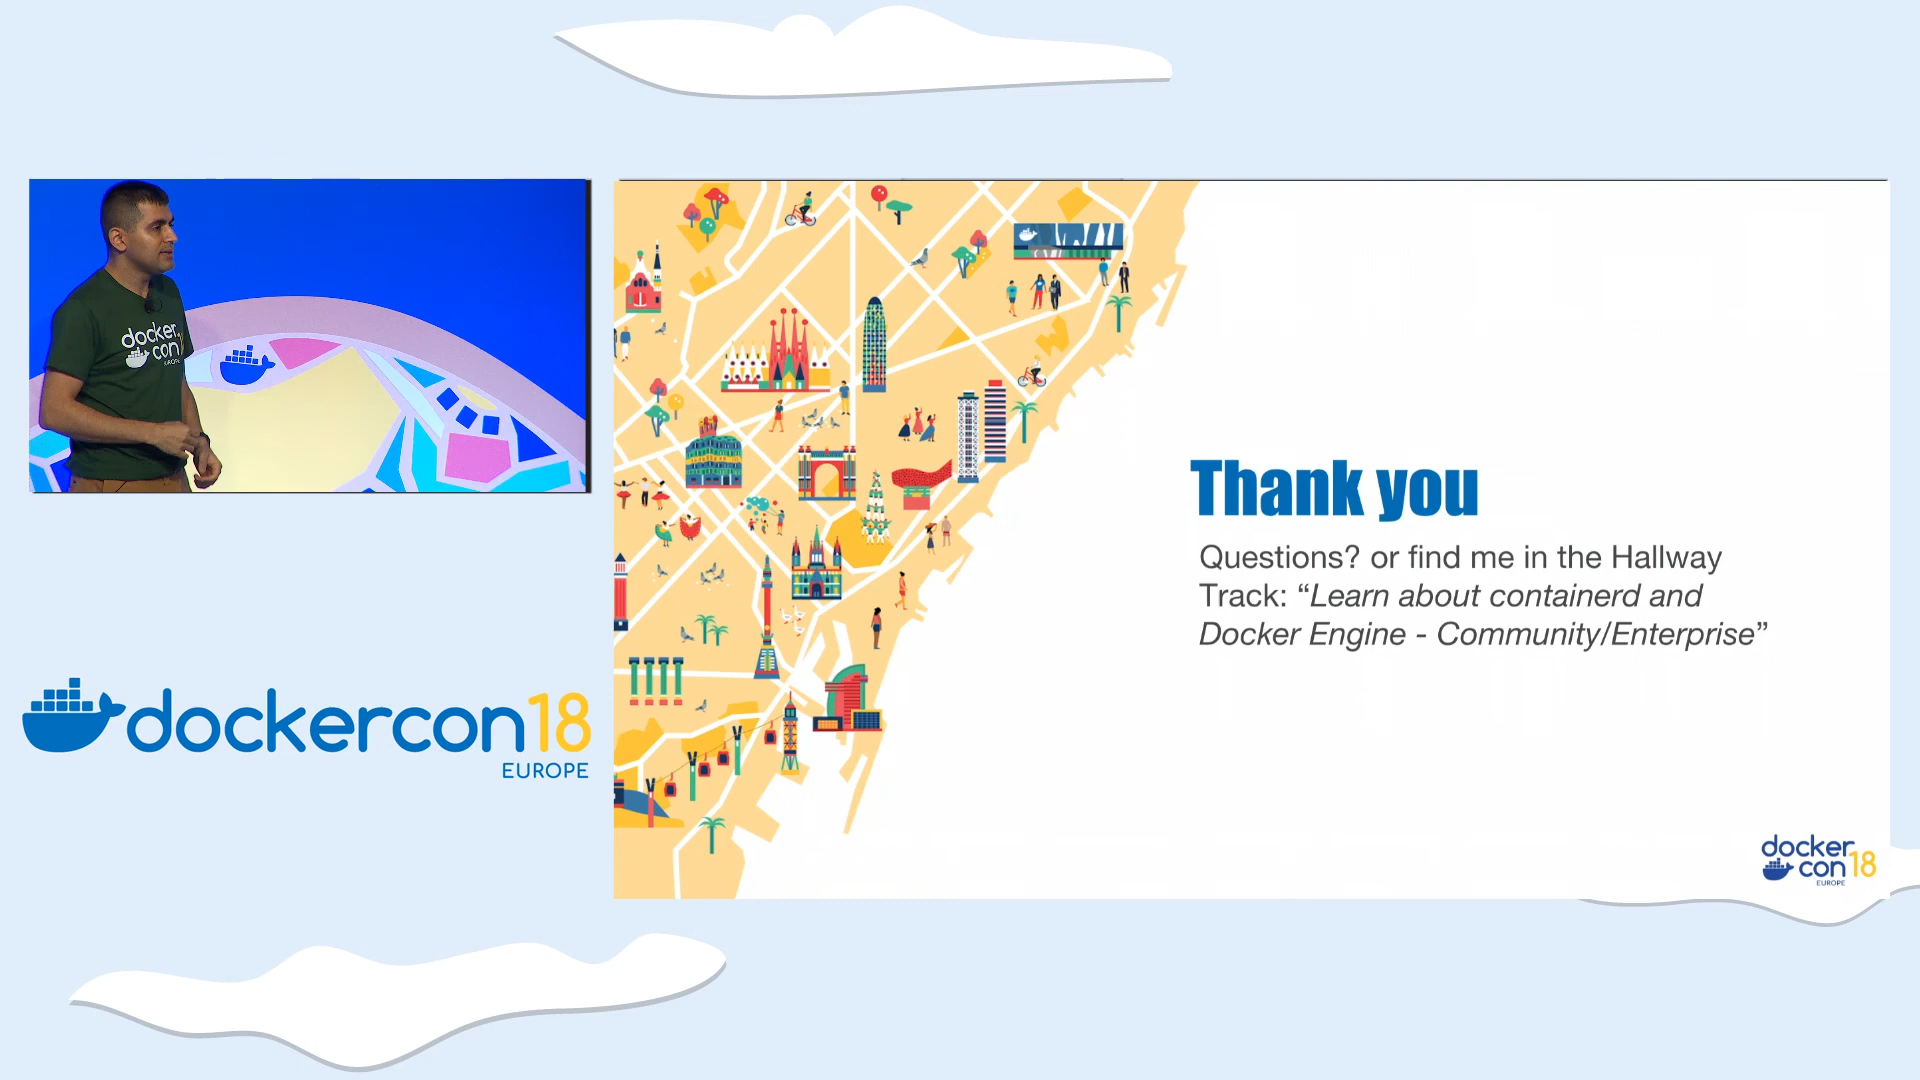 docker
con
EUROPE
dockercon18
EUROPE
Thank you
Questions? or find me in the Hallway
Track: “Learn about containerd and
Docker Engine - Community/Enterprise”
docker
con18
EUROPE